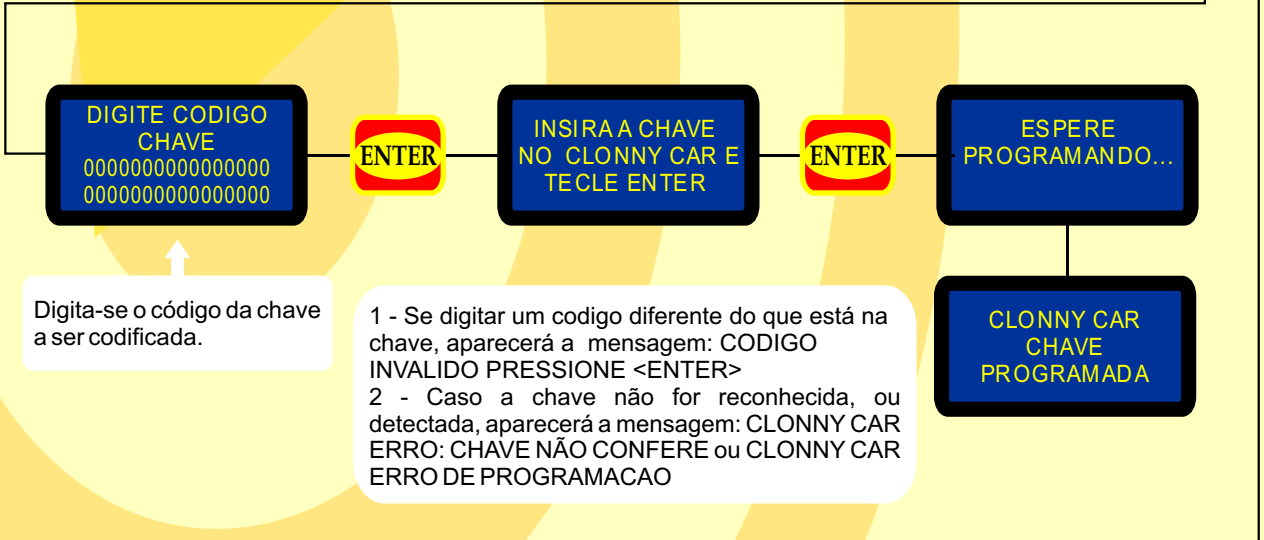 DIGITE CODIGO
CHAVE
0000000000000000
0000000000000000
ENTER
INSIRA A CHAVE
NO CLONNY CAR E
TECLE ENTER
ENTER
ESPERE
PROGRAMANDO...
CLONNY CAR
CHAVE
PROGRAMADA
Digita-se o código da chave
a ser codificada.
1 - Se digitar um codigo diferente do que está na
chave, aparecerá a mensagem: CODIGO
INVALIDO PRESSIONE <ENTER>
2 - Caso a chave não for reconhecida, ou
detectada, aparecerá a mensagem: CLONNY CAR
ERRO: CHAVE NÃO CONFERE ou CLONNY CAR
ERRO DE PROGRAMACAO